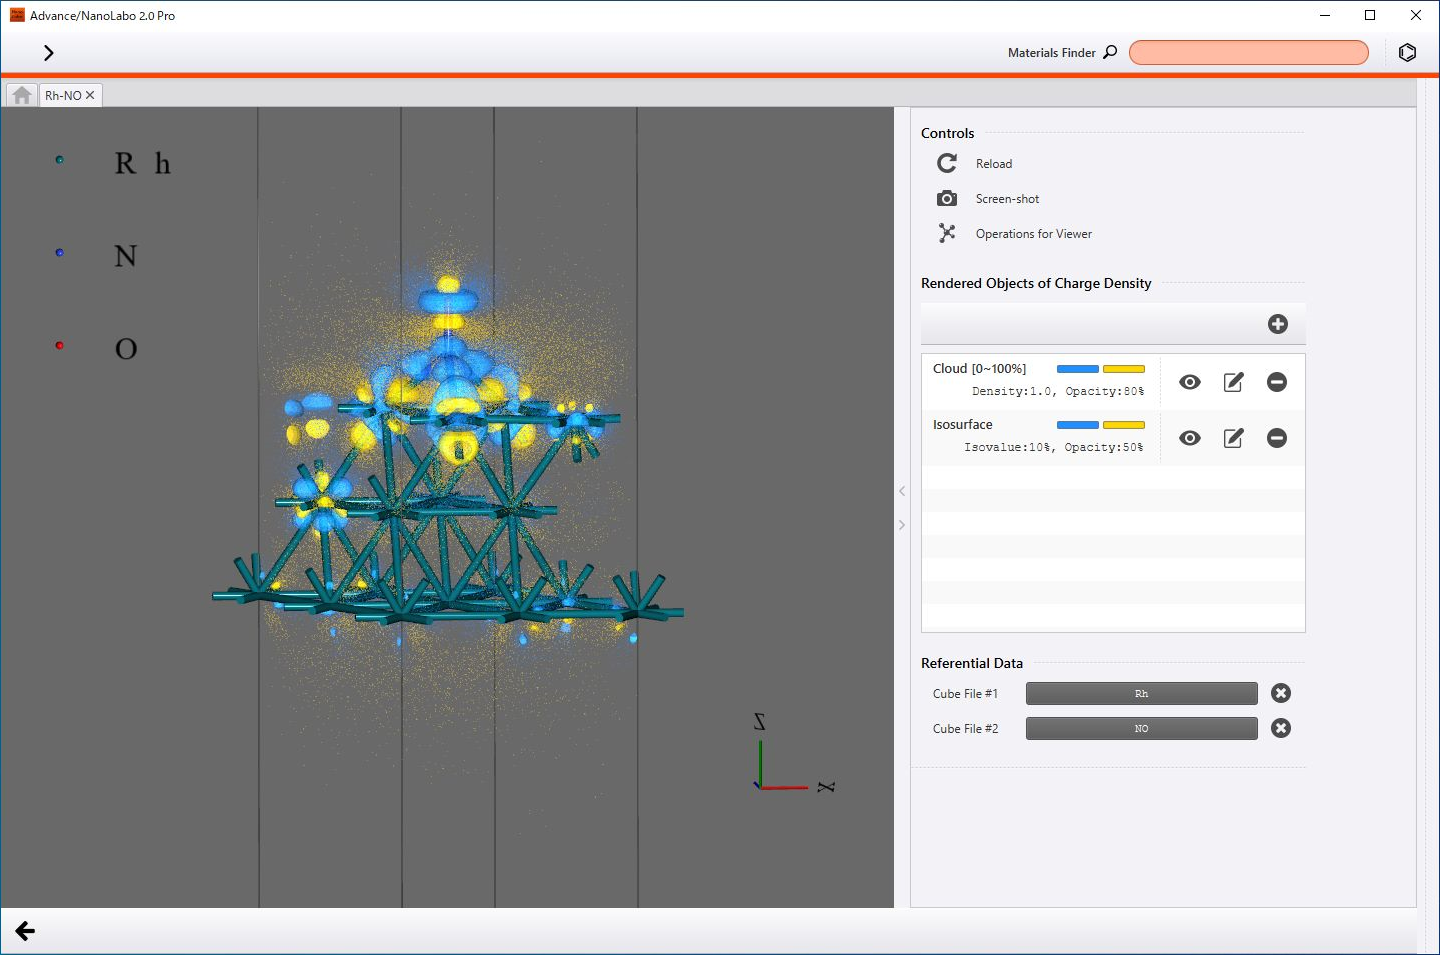 Advance/NanoLabo 2.0 Pro
Materials Finder
Rh-NO
R h
N
O
Z
X
Controls
Reload
Screen-shot
Operations for Viewer
Rendered Objects of Charge Density
Cloud [0~100%]
Density:1.0, Opacity:80%
Isosurface
Isovalue:10%, Opacity:50%
Referential Data
Cube File #1 Rh
Cube File #2 NO